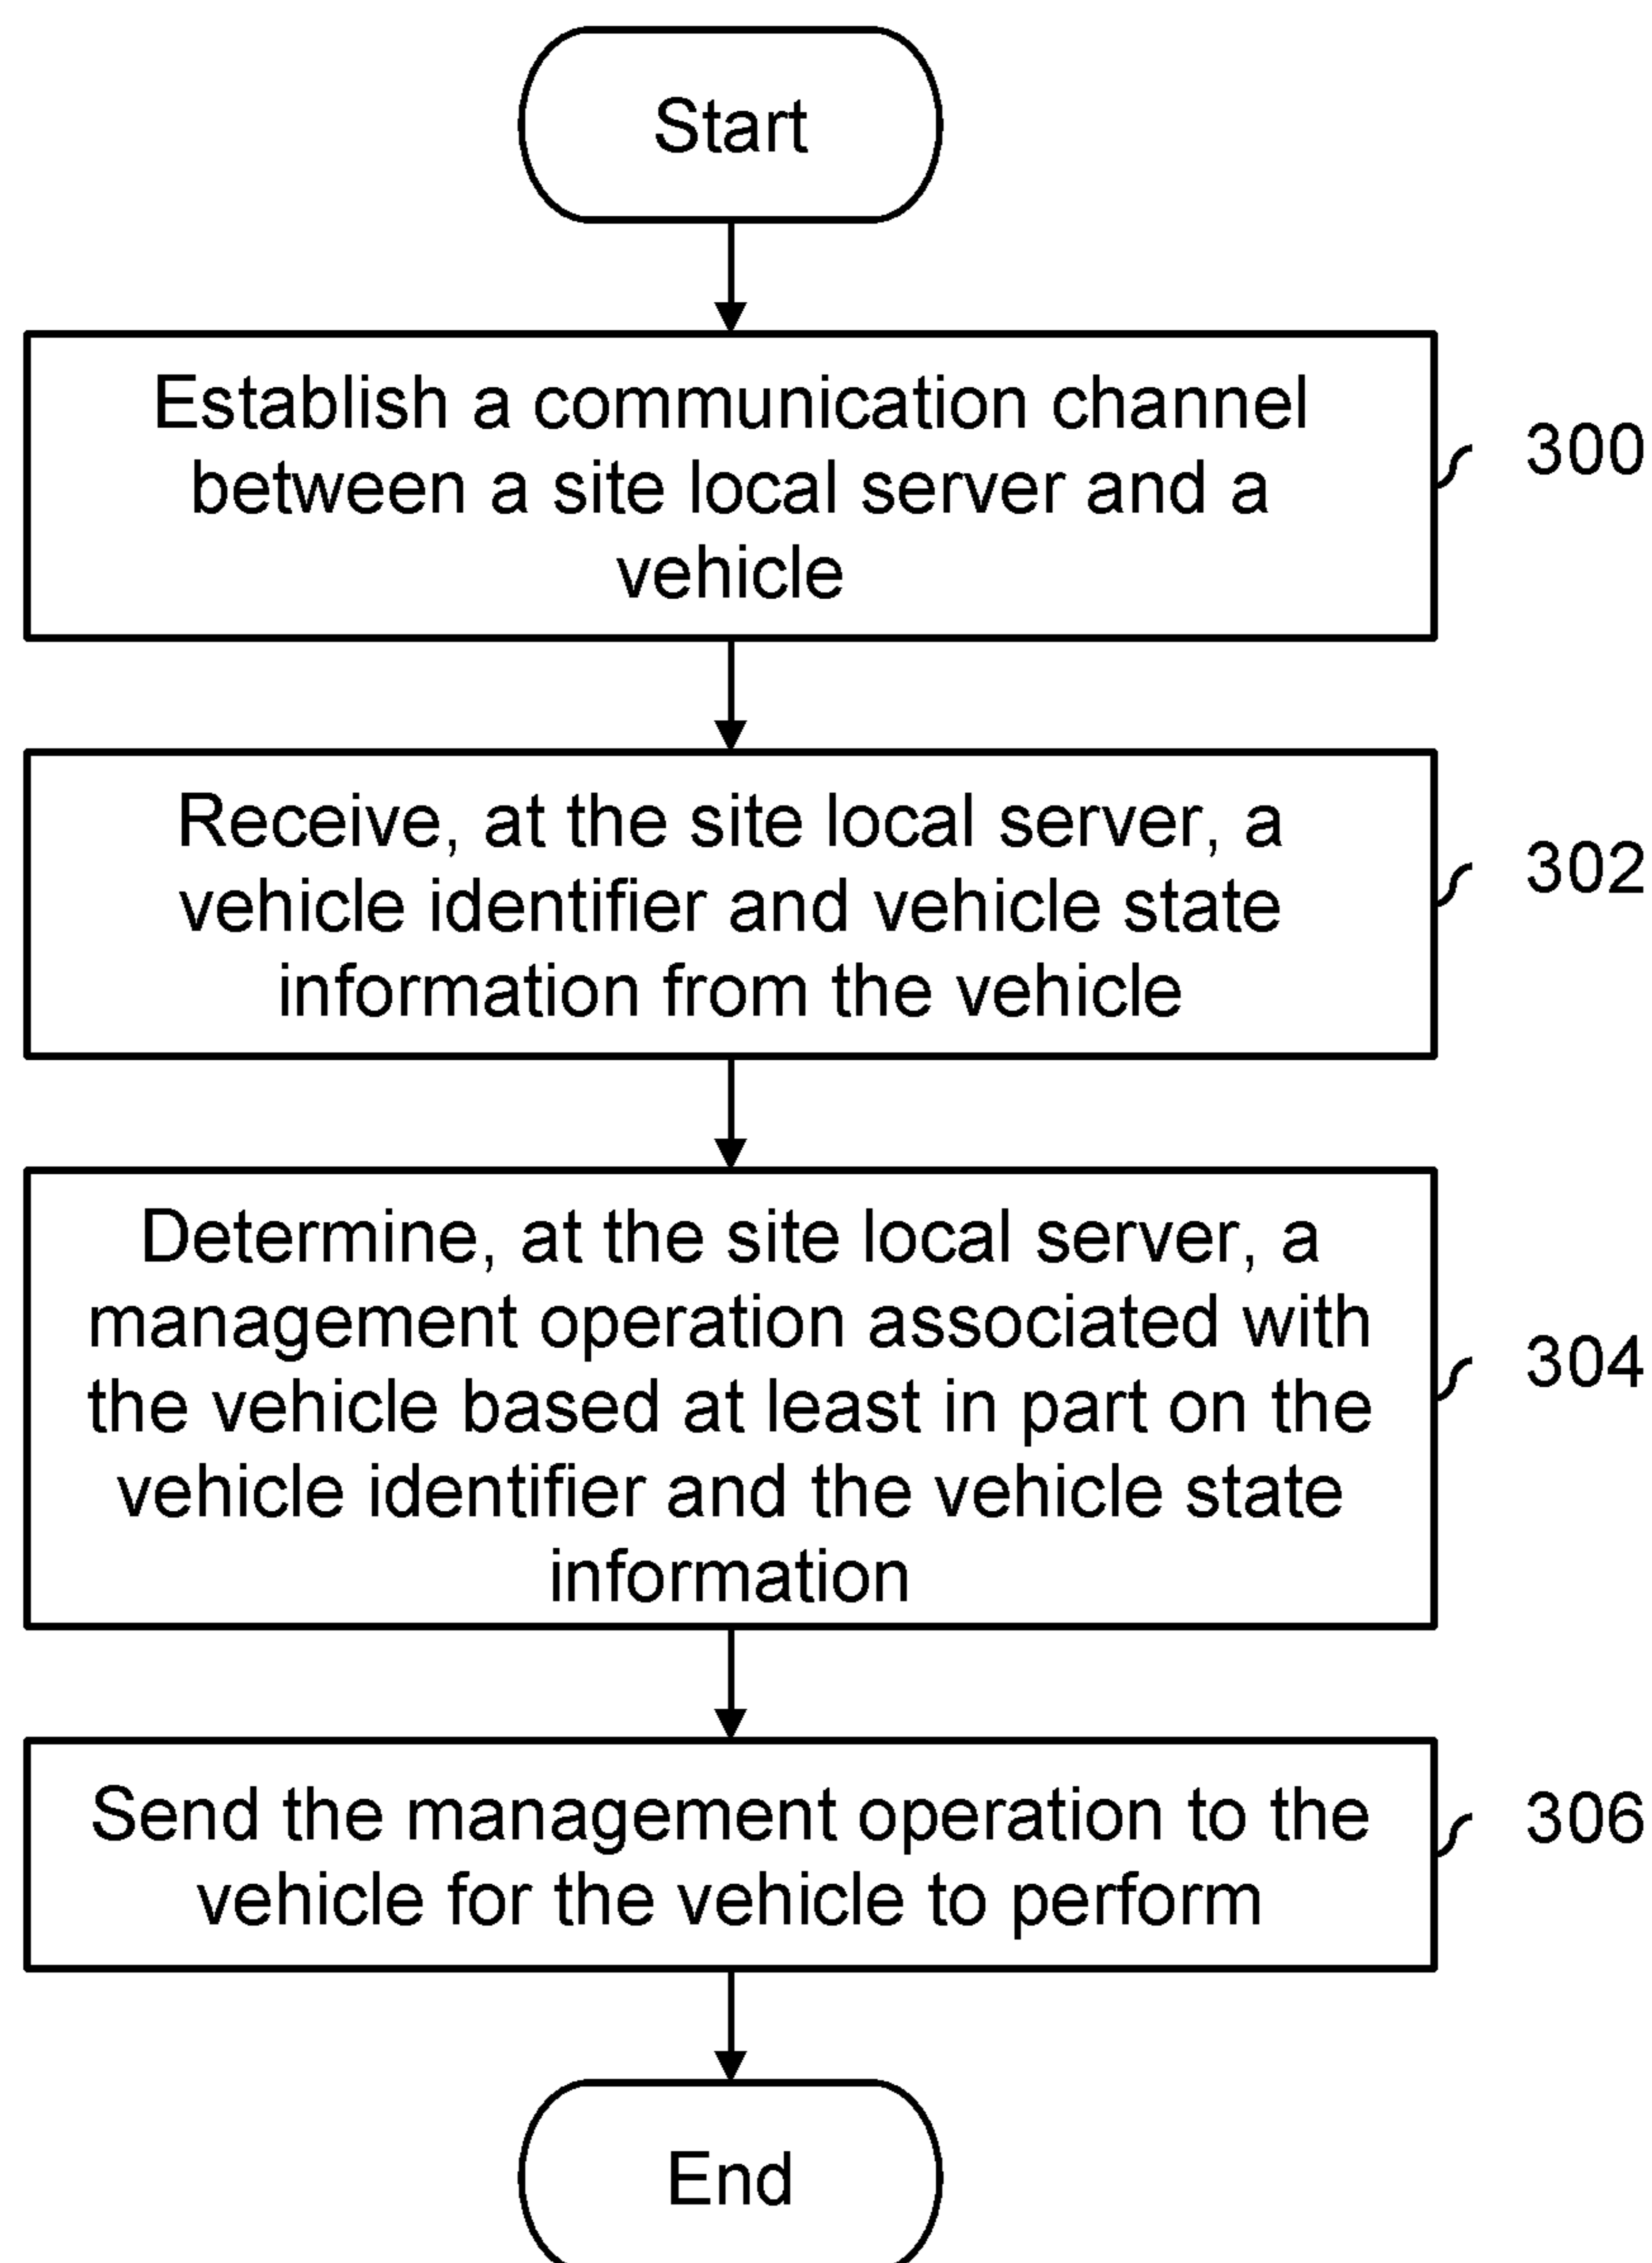 Start
Establish a communication channel
between a site local server and a
vehicle
300
Receive, at the site local server, a
vehicle identifier and vehicle state
information from the vehicle
302
Determine, at the site local server, a
management operation associated with
the vehicle based at least in part on the
vehicle identifier and the vehicle state
information
304
Send the management operation to the
vehicle for the vehicle to perform
306
End